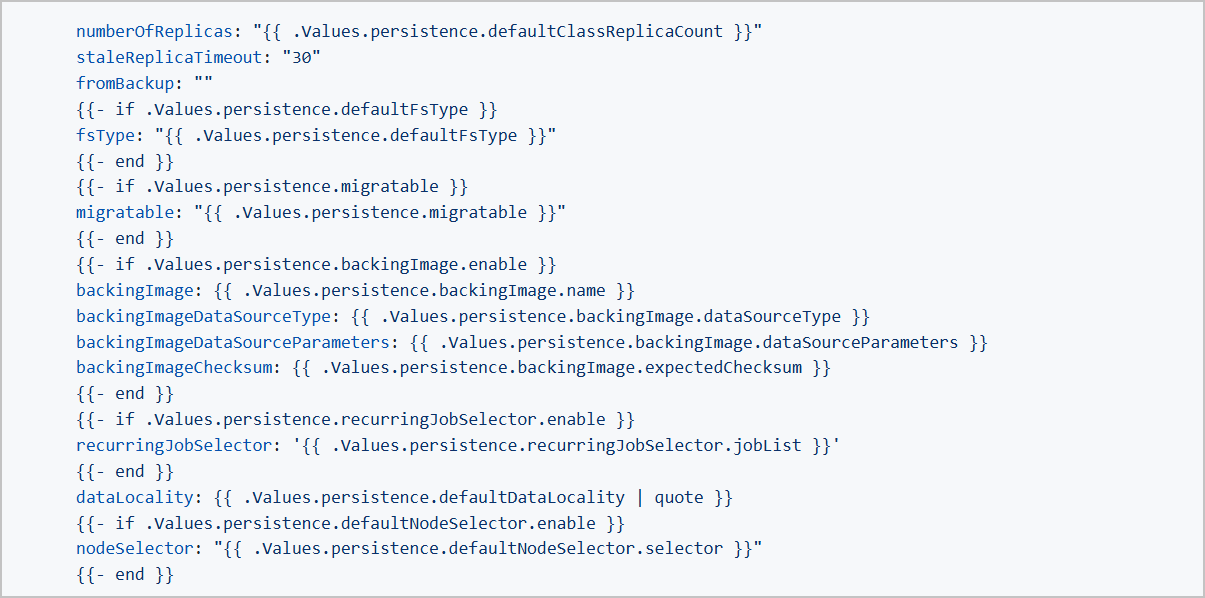 numberOfReplicas: "{{ .Values.persistence.defaultClassReplicaCount }}"
staleReplicaTimeout: "30"
fromBackup: ""
{{- if .Values.persistence.defaultFsType }}
fsType: "{{ .Values.persistence.defaultFsType }}"
{{- end }}
{{- if .Values.persistence.migratable }}
migratable: "{{ .Values.persistence.migratable }}"
{{- end }}
{{- if .Values.persistence.backingImage.enable }}
backingImage: {{ .Values.persistence.backingImage.name }}
backingImageDataSourceType: {{ .Values.persistence.backingImage.dataSourceType }}
backingImageDataSourceParameters: {{ .Values.persistence.backingImage.dataSourceParameters }}
backingImageChecksum: {{ .Values.persistence.backingImage.expectedChecksum }}
{{- end }}
{{- if .Values.persistence.recurringJobSelector.enable }}
recurringJobSelector: '{{ .Values.persistence.recurringJobSelector.jobList }}'
{{- end }}
dataLocality: {{ .Values.persistence.defaultDataLocality | quote }}
{{- if .Values.persistence.defaultNodeSelector.enable }}
nodeSelector: "{{ .Values.persistence.defaultNodeSelector.selector }}"
{{- end }}